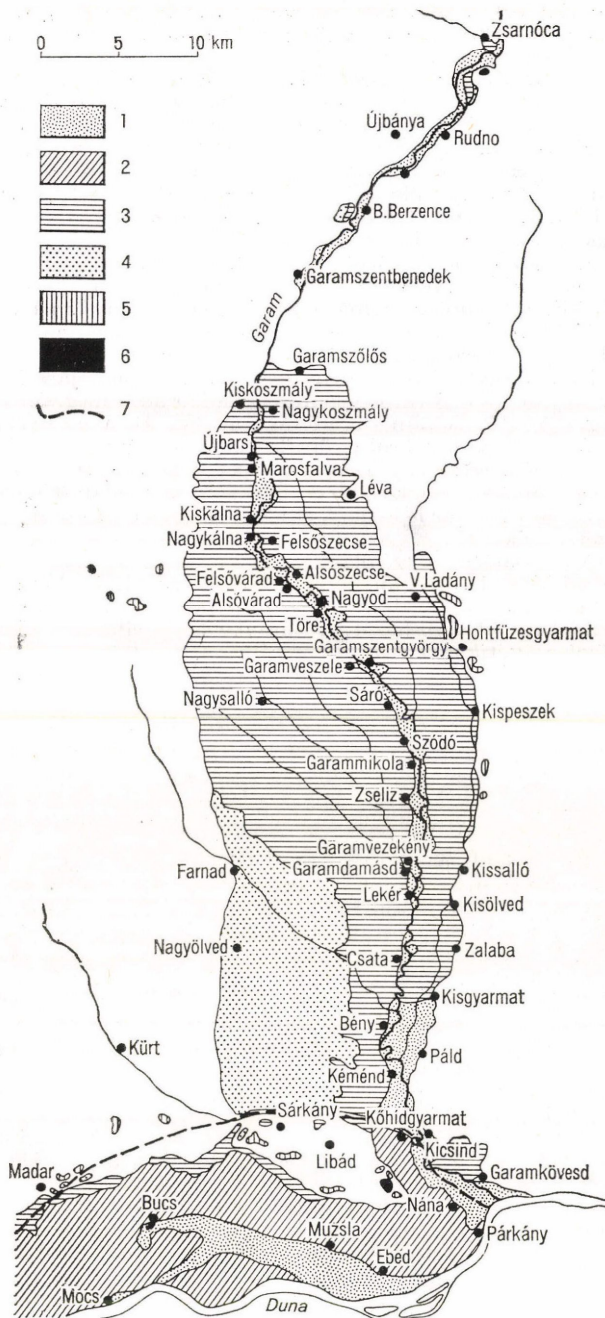 0 5 10 km
1
2
3
4
5
6
7
Zsarnóca
Újbánya
Rudno
B.Berzence
Garamszentbenedek
Garam
Garamszőlős
Kiskoszmály
Nagykoszmály
Újbars
Marosfalva
Léva
Kiskálna
Nagykálna
Felsőszecse
Alsószecse
Felsővárad
Alsóvárad
Nagyod
V.Ladány
Töre
Hontfüzesgyarmat
Garamszentgyörgy
Garamveszele
Nagysalló
Sáró
Kispeszek
Szódó
Garammikola
Zseliz
Garamvezekény
Farnad
Garamdamásd
Kissalló
Lekér
Kisölved
Nagyölved
Csata
Zalaba
Kisgyarmat
Bény
Kürt
Páld
Kéménd
Sárkány
Kőhidgyarmat
Libád
Kicsind
Madar
Garamkövesd
Bucs
Nána
Muzsla
Párkány
Ebed
Mocs
Duna